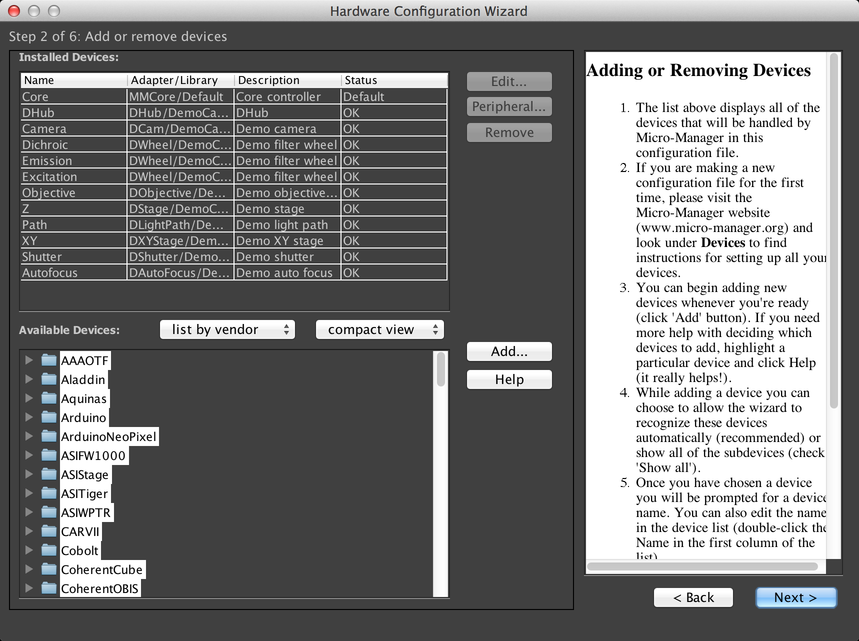 Hardware Configuration Wizard
Step 2 of 6: Add or remove devices
Installed Devices:
Name Adapter/Library Description Status
Core MMCore/Default Core controller Default
DHub DHub/DemoCa... DHub OK
Camera DCam/DemoCa... Demo camera OK
Dichroic DWheel/DemoC... Demo filter wheel OK
Emission DWheel/DemoC... Demo filter wheel OK
Excitation DWheel/DemoC... Demo filter wheel OK
Objective DObjective/De... Demo objective... OK
Z DStage/DemoC... Demo stage OK
Path DLightPath/De... Demo light path OK
XY DXYStage/Dem... Demo XY stage OK
Shutter DShutter/Demo... Demo shutter OK
Autofocus DAutoFocus/De... Demo auto focus OK
Edit...
Peripheral...
Remove
Available Devices: list by vendor compact view
AAAOTF
Aladdin
Aquinas
Arduino
ArduinoNeoPixel
ASIFW1000
ASIStage
ASITiger
ASIWPTR
CARVII
Cobolt
CoherentCube
CoherentOBIS
Add...
Help
Adding or Removing Devices
1. The list above displays all of the
devices that will be handled by
Micro-Manager in this
configuration file.
2. If you are making a new
configuration file for the first
time, please visit the
Micro-Manager website
(www.micro-manager.org) and
look under Devices to find
instructions for setting up all your
devices.
3. You can begin adding new
devices whenever you're ready
(click 'Add' button). If you need
more help with deciding which
devices to add, highlight a
particular device and click Help
(it really helps!).
4. While adding a device you can
choose to allow the wizard to
recognize these devices
automatically (recommended) or
show all of the subdevices (check
'Show all').
5. Once you have chosen a device
you will be prompted for a device
name. You can also edit the name
in the device list (double-click the
Name in the first column of the
list)
< Back
Next >